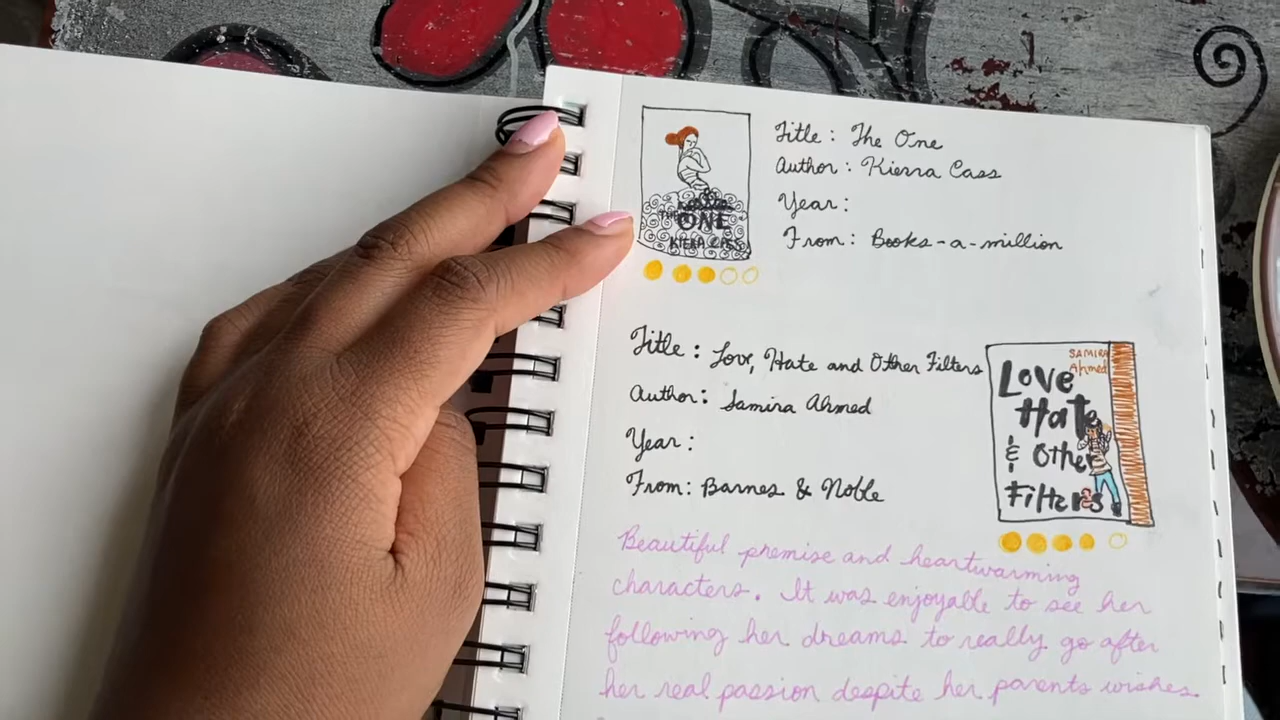 Title: The One
Author: Kierra Cass
Year:
From: Books-a-million
THE
ONE
KIERA CASS
Title: Love, Hate and Other Filters
Author: Samira Ahmed
Year:
From: Barnes & Noble
SAMIRA
Ahmed
Love
Hate
& Other
Filters
Beautiful premise and heartwarming
characters. It was enjoyable to see her
following her dreams to really go after
her real passion despite her parents wishes.